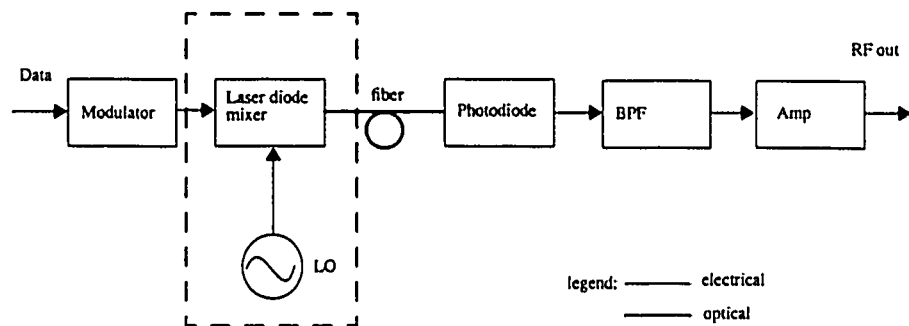 RF out
Data
Modulator
Laser diode
mixer
fiber
Photodiode
BPF
Amp
LO
legend: electrical
optical